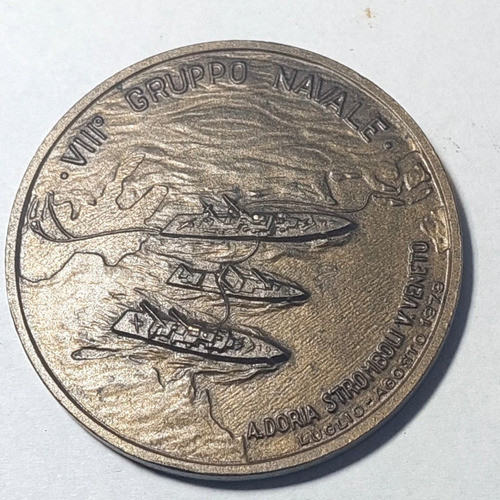 · VIII° GRUPPO NAVALE ·
A.DORIA STROMBOLI V.VENETO
LUGLIO - AGOSTO 1979